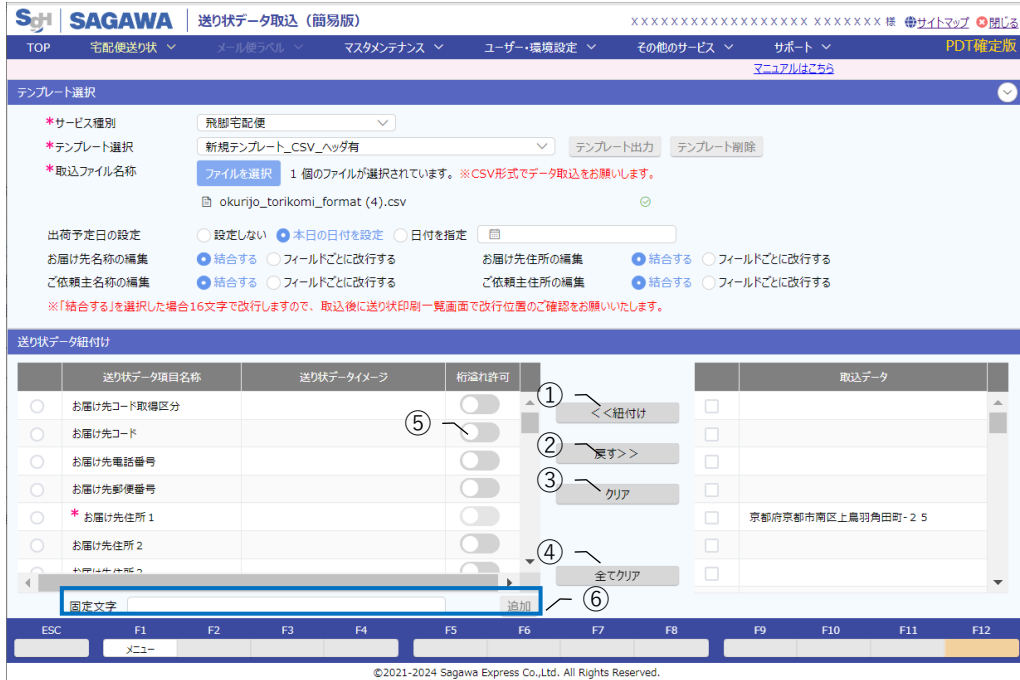 SgH SAGAWA 送り状データ取込（簡易版） XXXXXXXXXXXXXXXXXX XXXXXXX 様 サイトマップ 閉じる
TOP 宅配便送り状 メール便ラベル マスタメンテナンス ユーザー・環境設定 その他のサービス サポート PDT確定版
マニュアルはこちら
テンプレート選択
*サービス種別 飛脚宅配便
*テンプレート選択 新規テンプレート_CSV_ヘッダ有 テンプレート出力 テンプレート削除
*取込ファイル名称 ファイルを選択 1 個のファイルが選択されています。 ※CSV形式でデータ取込をお願いします。
okurijo_torikomi_format (4).csv
出荷予定日の設定 設定しない 本日の日付を設定 日付を指定
お届け先名称の編集 結合する フィールドごとに改行する お届け先住所の編集 結合する フィールドごとに改行する
ご依頼主名称の編集 結合する フィールドごとに改行する ご依頼主住所の編集 結合する フィールドごとに改行する
※「結合する」を選択した場合16文字で改行しますので、取込後に送り状印刷一覧画面で改行位置のご確認をお願いいたします。
送り状データ紐付け
送り状データ項目名称 送り状データイメージ 桁溢れ許可 取込データ
お届け先コード取得区分 ① <<紐付け
お届け先コード ⑤
お届け先電話番号 ② 戻す>>
お届け先郵便番号 ③ クリア
* お届け先住所1 京都府京都市南区上鳥羽角田町-25
お届け先住所2
お届け先住所3 ④ 全てクリア
固定文字 追加 ⑥
ESC F1 F2 F3 F4 F5 F6 F7 F8 F9 F10 F11 F12
メニュー
©2021-2024 Sagawa Express Co.,Ltd. All Rights Reserved.